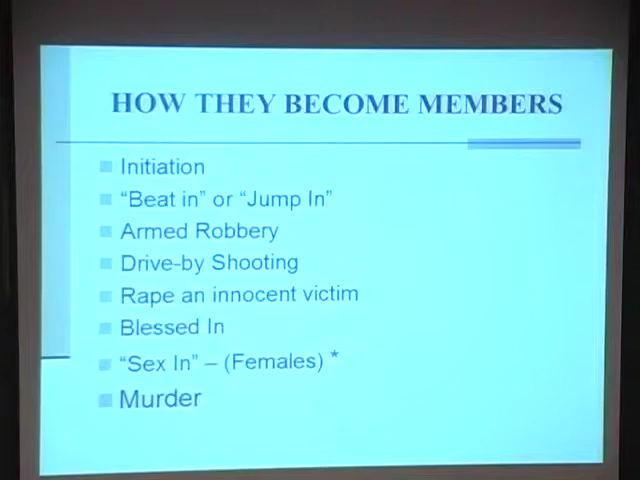 HOW THEY BECOME MEMBERS
Initiation
“Beat in” or “Jump In”
Armed Robbery
Drive-by Shooting
Rape an innocent victim
Blessed In
“Sex In” – (Females) *
Murder